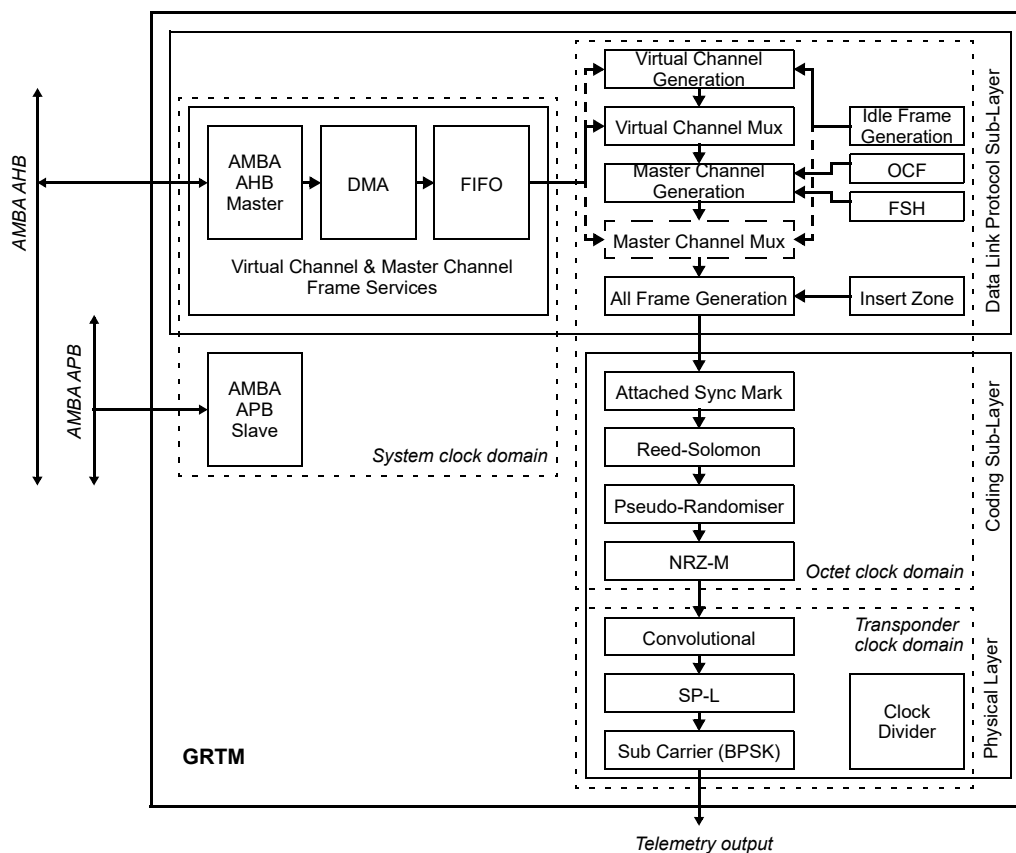 AMBA AHB
AMBA APB
AMBA
AHB
Master
DMA
FIFO
Virtual Channel & Master Channel
Frame Services
AMBA
APB
Slave
System clock domain
Virtual Channel
Generation
Virtual Channel Mux
Master Channel
Generation
Master Channel Mux
All Frame Generation
Idle Frame
Generation
OCF
FSH
Insert Zone
Data Link Protocol Sub-Layer
Attached Sync Mark
Reed-Solomon
Pseudo-Randomiser
NRZ-M
Octet clock domain
Coding Sub-Layer
Convolutional
SP-L
Sub Carrier (BPSK)
Transponder
clock domain
Clock
Divider
Physical Layer
GRTM
Telemetry output